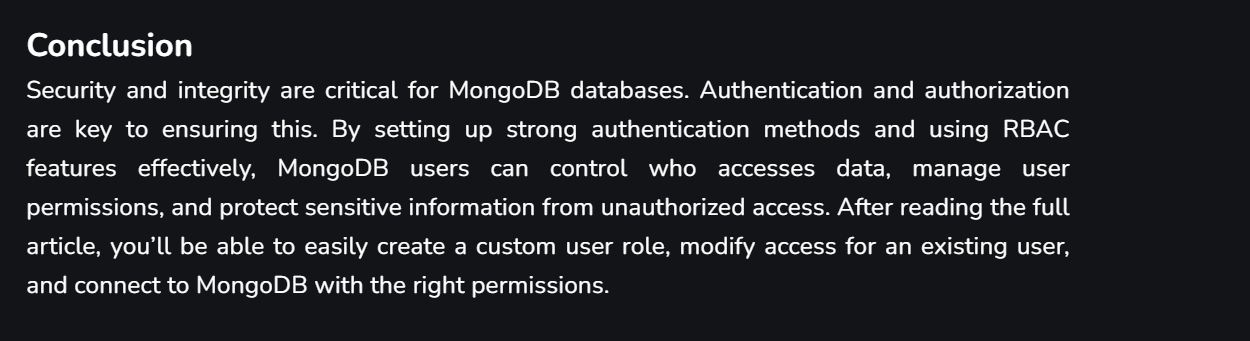 Conclusion
Security and integrity are critical for MongoDB databases. Authentication and authorization
are key to ensuring this. By setting up strong authentication methods and using RBAC
features effectively, MongoDB users can control who accesses data, manage user
permissions, and protect sensitive information from unauthorized access. After reading the full
article, you’ll be able to easily create a custom user role, modify access for an existing user,
and connect to MongoDB with the right permissions.